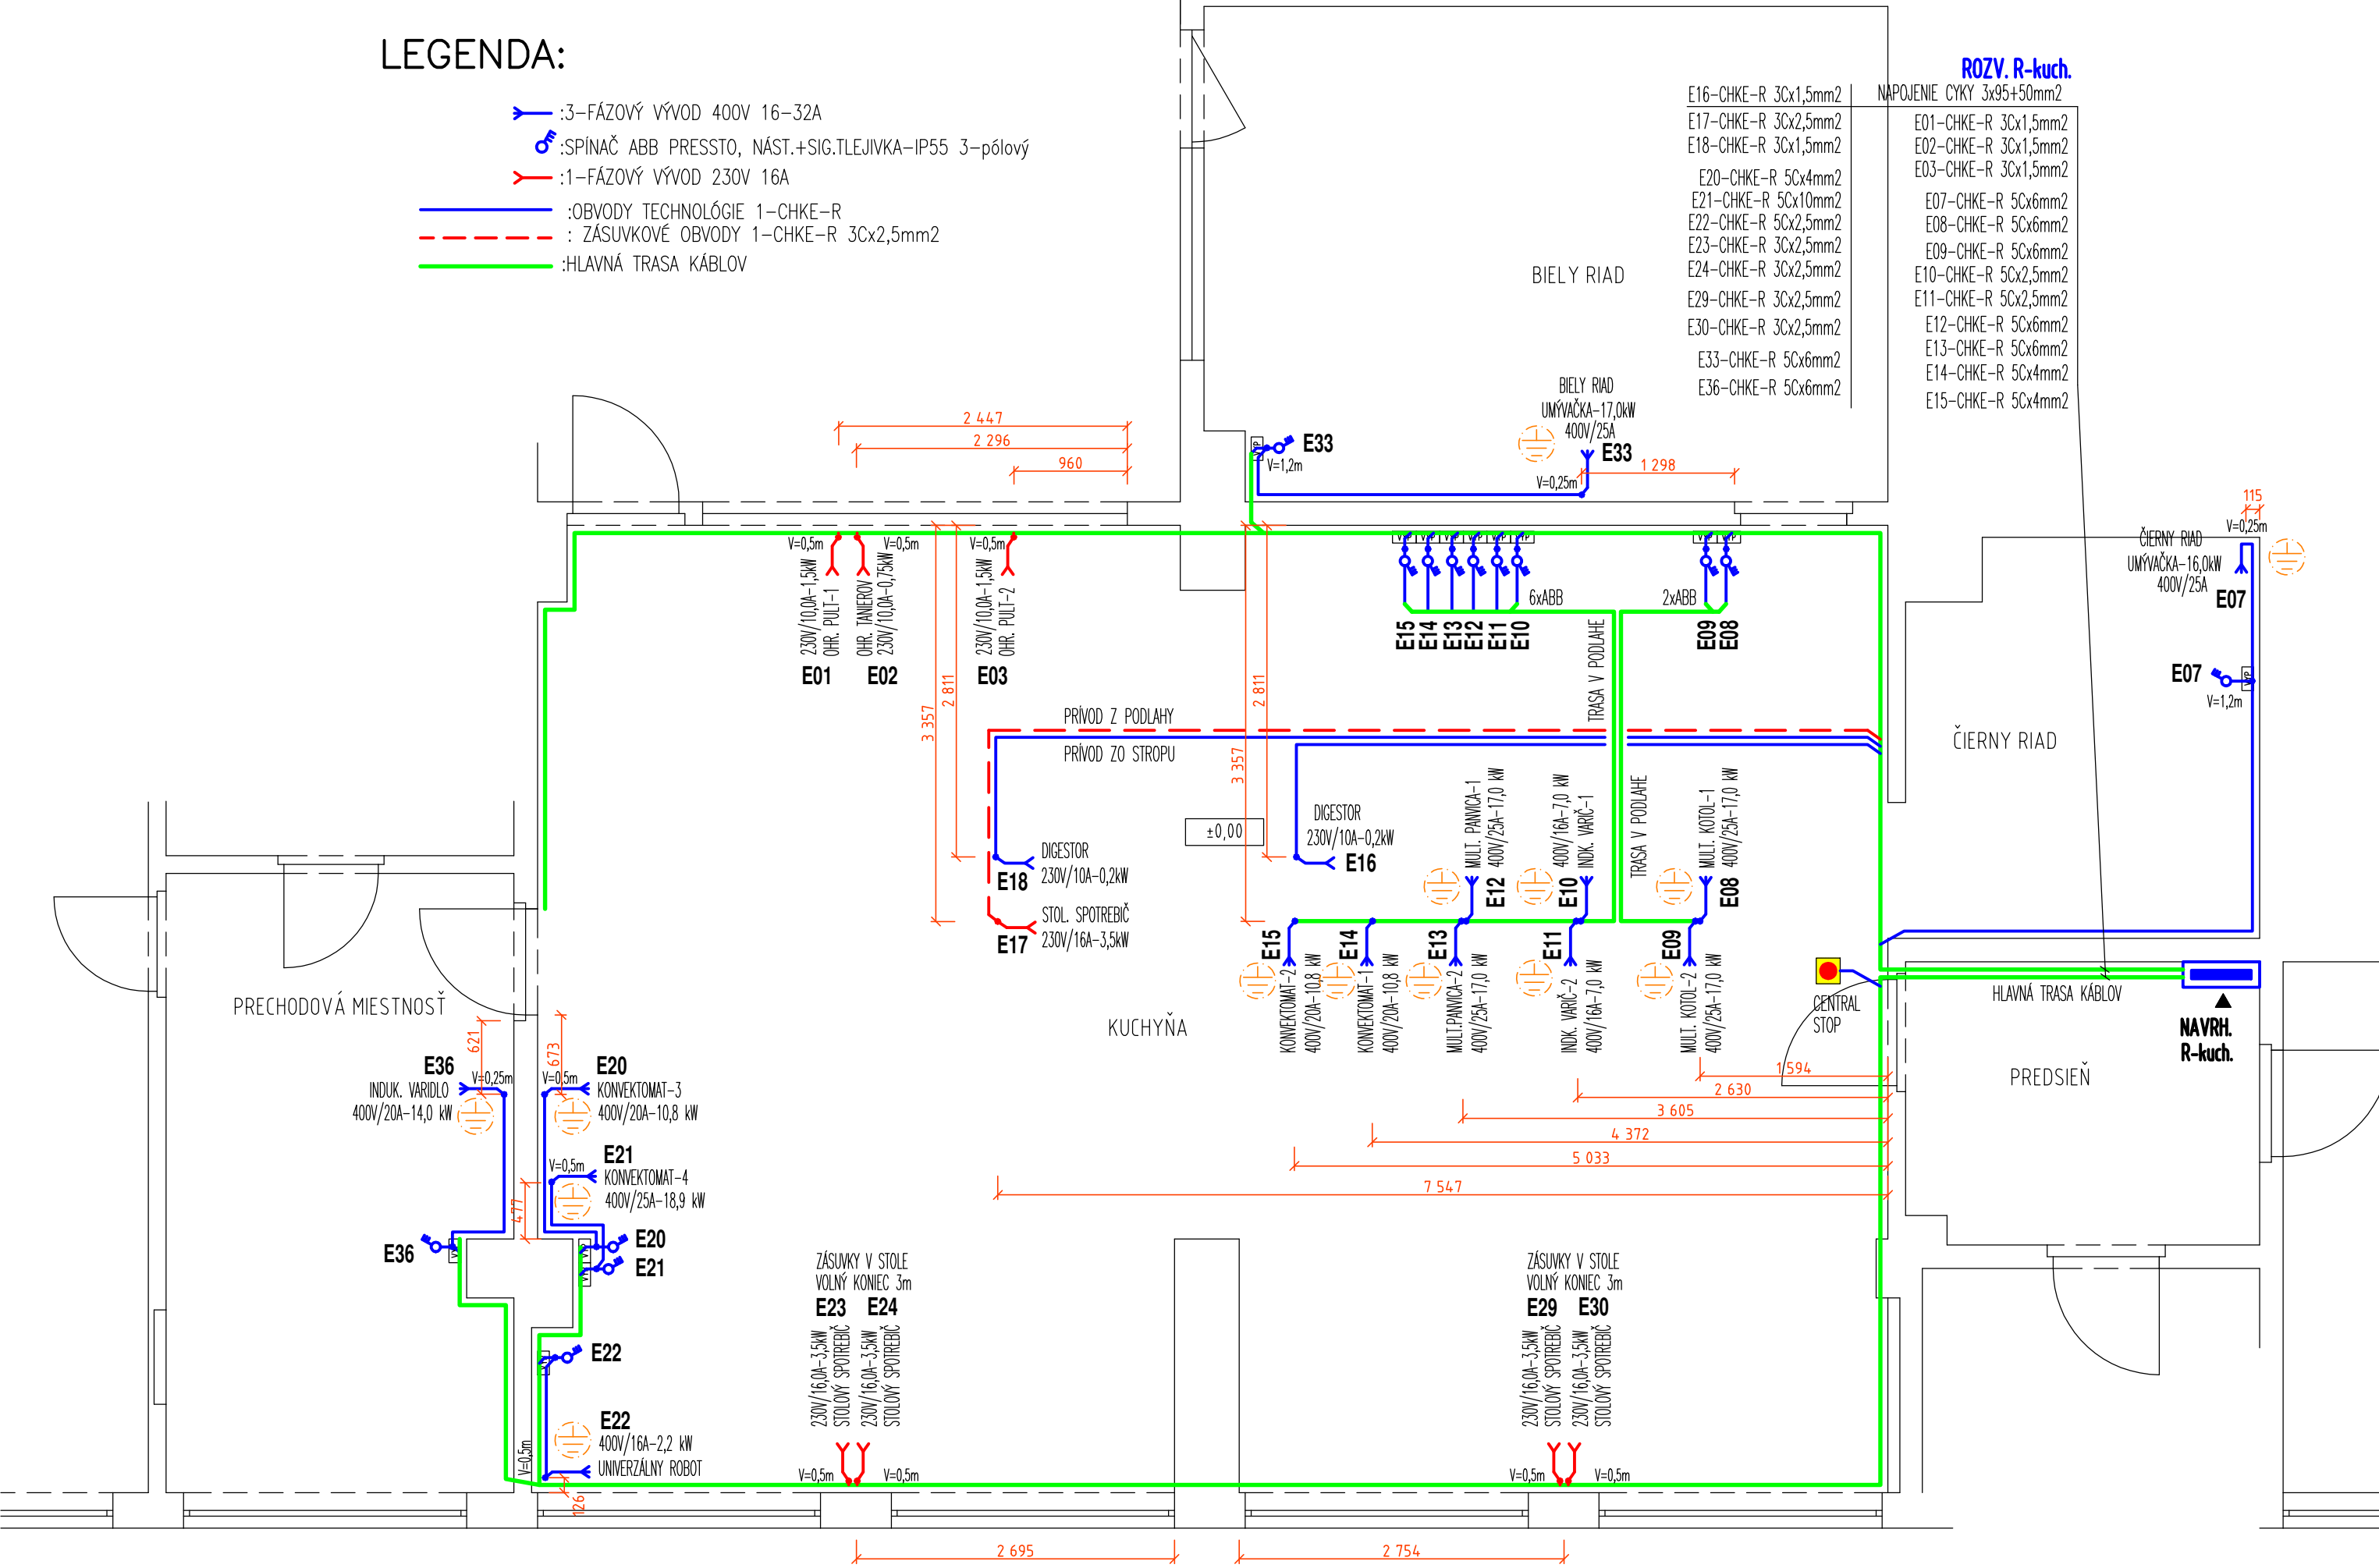 LEGENDA:
:3-FÁZOVÝ VÝVOD 400V 16-32A
:SPÍNAČ ABB PRESSTO, NÁST.+SIG.TLEJIVKA-IP55 3-pólový
:1-FÁZOVÝ VÝVOD 230V 16A
:OBVODY TECHNOLÓGIE 1-CHKE-R
: ZÁSUVKOVÉ OBVODY 1-CHKE-R 3Cx2,5mm2
:HLAVNÁ TRASA KÁBLOV
ROZV. R-kuch.
NAPOJENIE CYKY 3x95+50mm2
E16-CHKE-R 3Cx1,5mm2
E17-CHKE-R 3Cx2,5mm2
E18-CHKE-R 3Cx1,5mm2
E20-CHKE-R 5Cx4mm2
E21-CHKE-R 5Cx10mm2
E22-CHKE-R 5Cx2,5mm2
E23-CHKE-R 3Cx2,5mm2
E24-CHKE-R 3Cx2,5mm2
E29-CHKE-R 3Cx2,5mm2
E30-CHKE-R 3Cx2,5mm2
E33-CHKE-R 5Cx6mm2
E36-CHKE-R 5Cx6mm2
E01-CHKE-R 3Cx1,5mm2
E02-CHKE-R 3Cx1,5mm2
E03-CHKE-R 3Cx1,5mm2
E07-CHKE-R 5Cx6mm2
E08-CHKE-R 5Cx6mm2
E09-CHKE-R 5Cx6mm2
E10-CHKE-R 5Cx2,5mm2
E11-CHKE-R 5Cx2,5mm2
E12-CHKE-R 5Cx6mm2
E13-CHKE-R 5Cx6mm2
E14-CHKE-R 5Cx4mm2
E15-CHKE-R 5Cx4mm2
BIELY RIAD
BIELY RIAD
UMÝVAČKA-17,0kW
400V/25A
E33
V=0,25m
1 298
E33
V=1,2m
2 447
2 296
960
V=0,5m
V=0,5m
V=0,5m
230V/10,0A-1,5kW
OHR. PULT-1
E01
OHR. TANIEROV
230V/10,0A-0,75kW
E02
230V/10,0A-1,5kW
OHR. PULT-2
E03
3 357
2 811
3 357
2 811
E15
E14
E13
E12
E11
E10
6xABB
2xABB
E09
E08
TRASA V PODLAHE
TRASA V PODLAHE
115
V=0,25m
ČIERNY RIAD
UMÝVAČKA-16,0kW
400V/25A
E07
E07
VYP
V=1,2m
ČIERNY RIAD
PRÍVOD Z PODLAHY
PRÍVOD ZO STROPU
±0,00
DIGESTOR
230V/10A-0,2kW
E18
STOL. SPOTREBIČ
230V/16A-3,5kW
E17
DIGESTOR
230V/10A-0,2kW
E16
MULT. PANVICA-1
400V/25A-17,0 kW
E12
400V/16A-7,0 kW
INDK. VARIČ-1
E10
MULT. KOTOL-1
400V/25A-17,0 kW
E08
E15
KONVEKTOMAT-2
400V/20A-10,8 kW
E14
KONVEKTOMAT-1
400V/20A-10,8 kW
E13
MULT.PANVICA-2
400V/25A-17,0 kW
E11
INDK. VARIČ-2
400V/16A-7,0 kW
E09
MULT. KOTOL-2
400V/25A-17,0 kW
CENTRAL
STOP
HLAVNÁ TRASA KÁBLOV
NAVRH.
R-kuch.
PREDSIEŇ
KUCHYŇA
PRECHODOVÁ MIESTNOSŤ
1 594
2 630
3 605
4 372
5 033
7 547
621
673
477
E36
V=0,25m
INDUK. VARIDLO
400V/20A-14,0 kW
E20
V=0,5m
KONVEKTOMAT-3
400V/20A-10,8 kW
E21
V=0,5m
KONVEKTOMAT-4
400V/25A-18,9 kW
E36
E20
E21
E22
E22
400V/16A-2,2 kW
UNIVERZÁLNY ROBOT
V=0,5m
126
ZÁSUVKY V STOLE
VOLNÝ KONIEC 3m
E23
E24
230V/16,0A-3,5kW
STOLOVÝ SPOTREBIČ
230V/16,0A-3,5kW
STOLOVÝ SPOTREBIČ
V=0,5m
V=0,5m
ZÁSUVKY V STOLE
VOLNÝ KONIEC 3m
E29
E30
230V/16,0A-3,5kW
STOLOVÝ SPOTREBIČ
230V/16,0A-3,5kW
STOLOVÝ SPOTREBIČ
V=0,5m
V=0,5m
2 695
2 754